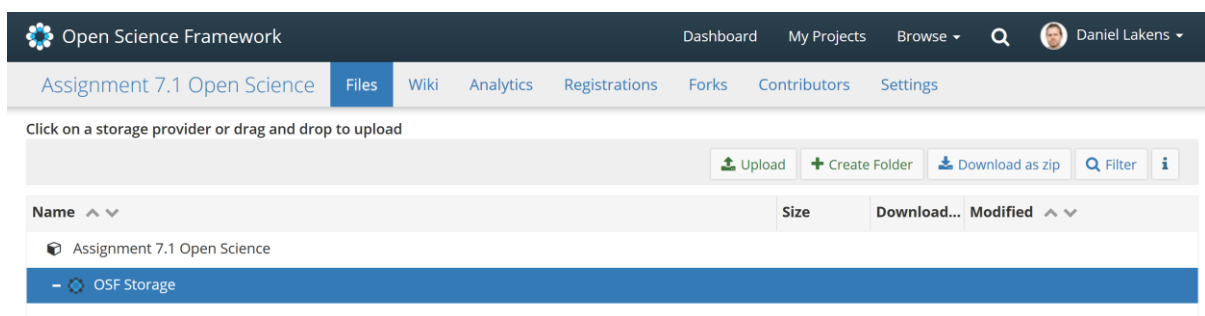 Open Science Framework Dashboard My Projects Browse Daniel Lakens
Assignment 7.1 Open Science Files Wiki Analytics Registrations Forks Contributors Settings
Click on a storage provider or drag and drop to upload
Upload Create Folder Download as zip Filter i
Name Size Download... Modified
Assignment 7.1 Open Science
OSF Storage